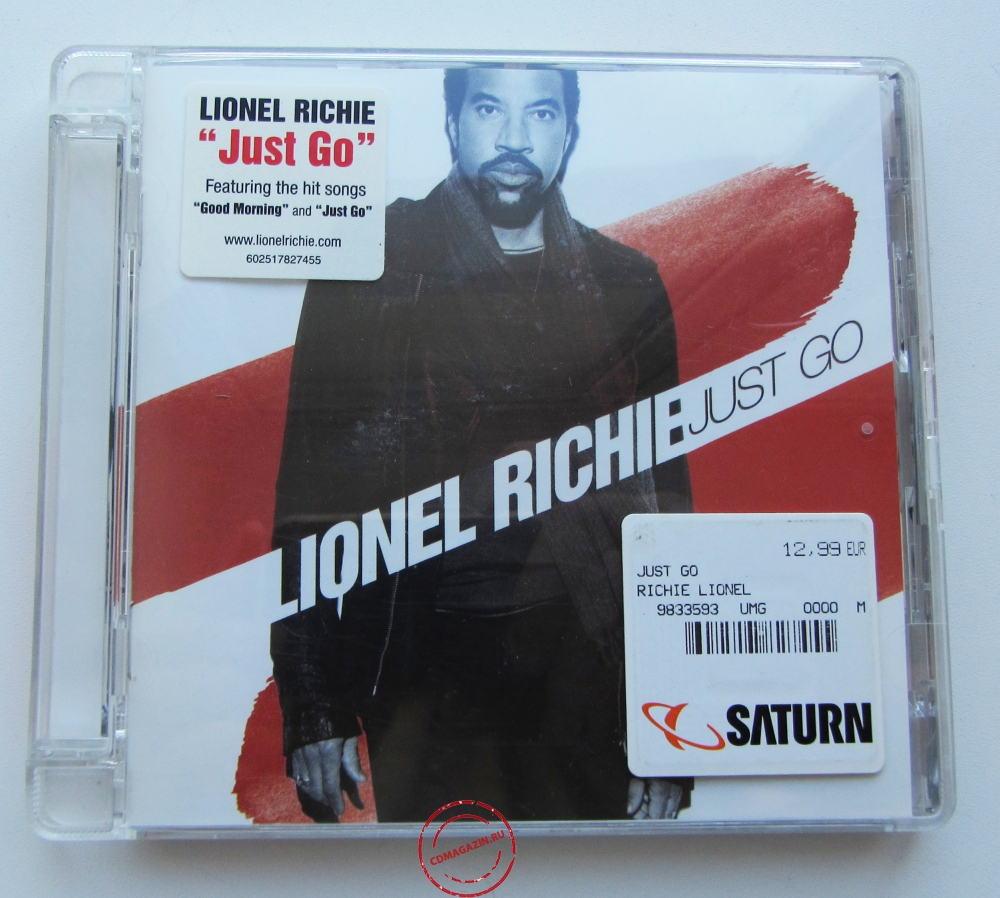 LIONEL RICHIE
“Just Go”
Featuring the hit songs
“Good Morning” and “Just Go”
www.lionelrichie.com
602517827455
LIONEL RICHIE JUST GO
12,99 EUR
JUST GO
RICHIE LIONEL
9833593 UMG 0000 M
SATURN
CDMAGAZIN.RU